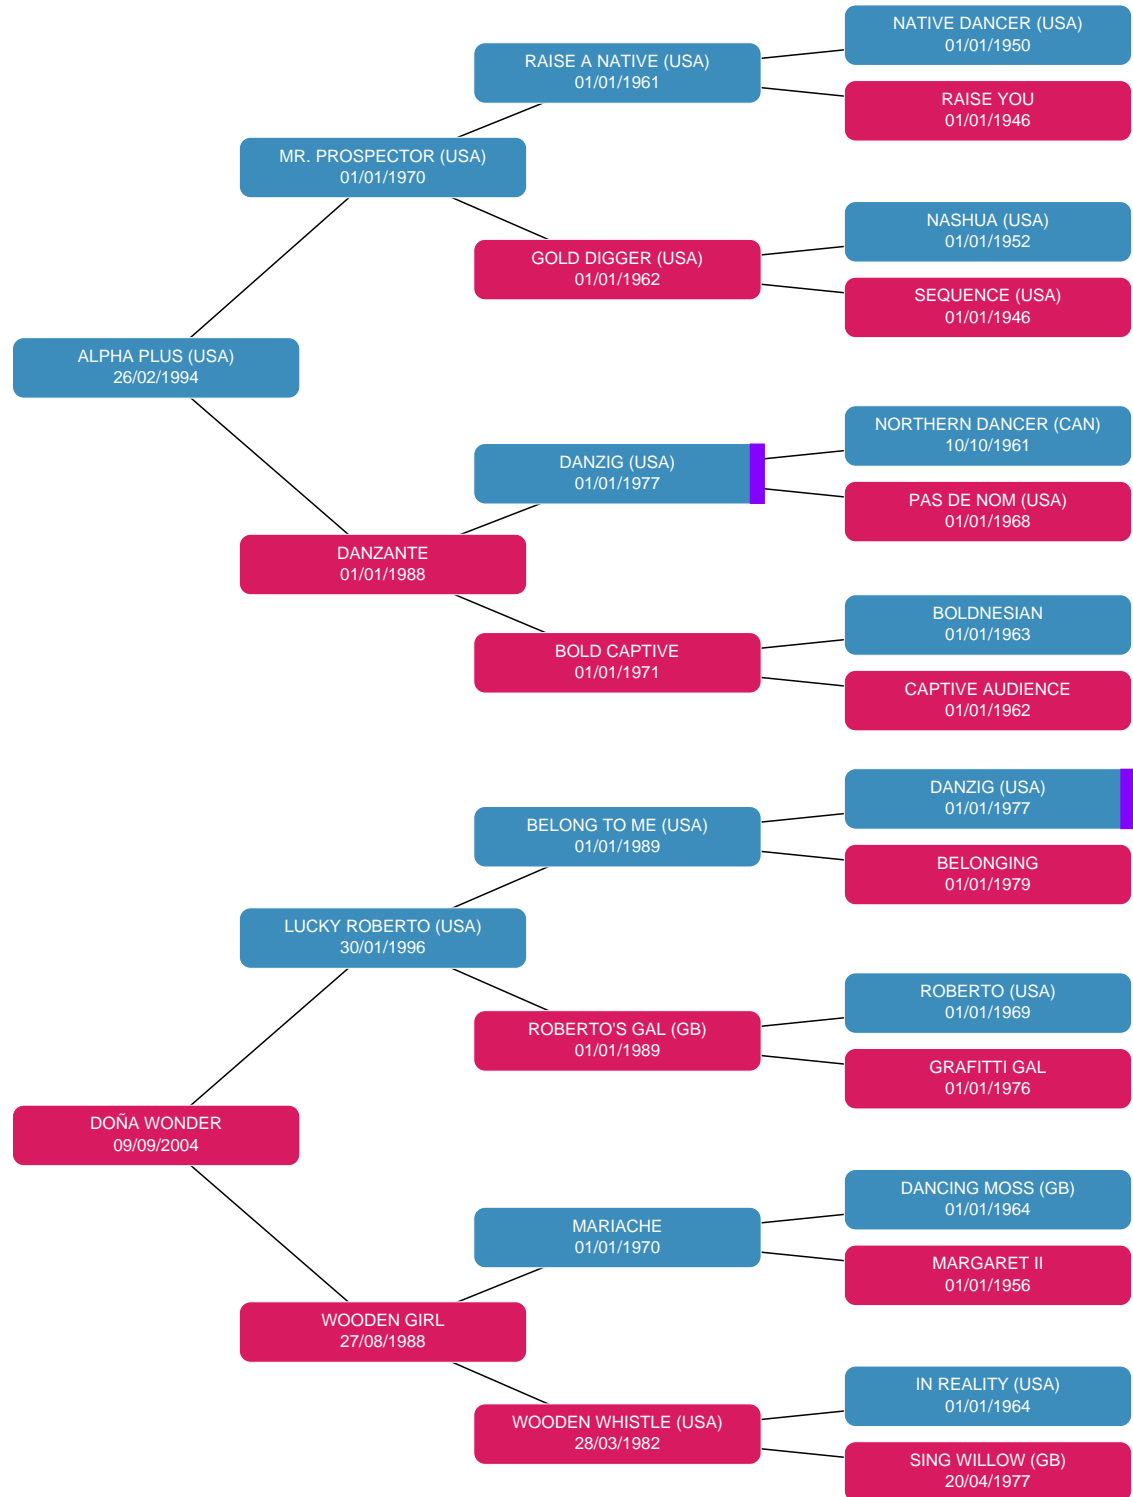 NATIVE DANCER (USA)
01/01/1950
RAISE A NATIVE (USA)
01/01/1961
RAISE YOU
01/01/1946
MR. PROSPECTOR (USA)
01/01/1970
NASHUA (USA)
01/01/1952
GOLD DIGGER (USA)
01/01/1962
SEQUENCE (USA)
01/01/1946
ALPHA PLUS (USA)
26/02/1994
NORTHERN DANCER (CAN)
10/10/1961
DANZIG (USA)
01/01/1977
PAS DE NOM (USA)
01/01/1968
DANZANTE
01/01/1988
BOLDNESIAN
01/01/1963
BOLD CAPTIVE
01/01/1971
CAPTIVE AUDIENCE
01/01/1962
DANZIG (USA)
01/01/1977
BELONG TO ME (USA)
01/01/1989
BELONGING
01/01/1979
LUCKY ROBERTO (USA)
30/01/1996
ROBERTO (USA)
01/01/1969
ROBERTO'S GAL (GB)
01/01/1989
GRAFITTI GAL
01/01/1976
DOÑA WONDER
09/09/2004
DANCING MOSS (GB)
01/01/1964
MARIACHE
01/01/1970
MARGARET II
01/01/1956
WOODEN GIRL
27/08/1988
IN REALITY (USA)
01/01/1964
WOODEN WHISTLE (USA)
28/03/1982
SING WILLOW (GB)
20/04/1977